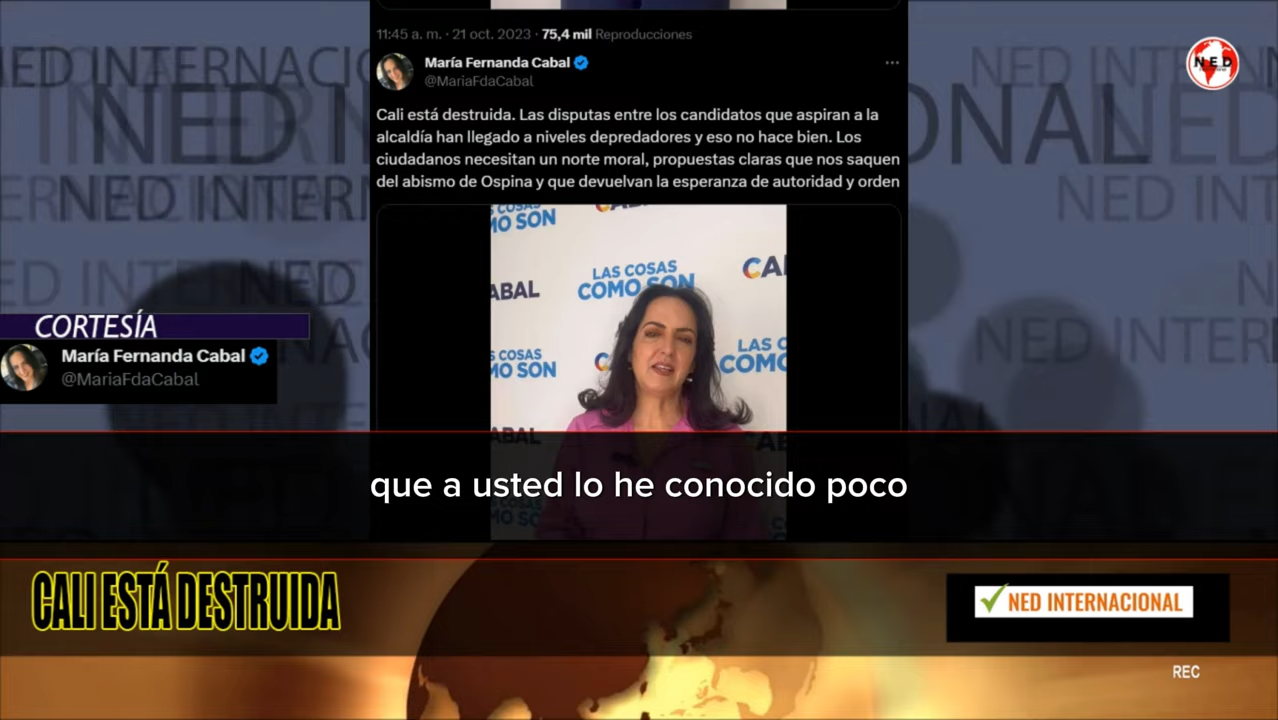 11:45 a. m. · 21 oct. 2023 · 75,4 mil Reproducciones
María Fernanda Cabal
@MariaFdaCabal
Cali está destruida. Las disputas entre los candidatos que aspiran a la
alcaldía han llegado a niveles depredadores y eso no hace bien. Los
ciudadanos necesitan un norte moral, propuestas claras que nos saquen
del abismo de Ospina y que devuelvan la esperanza de autoridad y orden
NED
NED INTERNACIONAL
LAS COSAS
COMO SON
CABAL
CORTESÍA
María Fernanda Cabal
@MariaFdaCabal
que a usted lo he conocido poco
CALI ESTÁ DESTRUIDA
NED INTERNACIONAL
REC